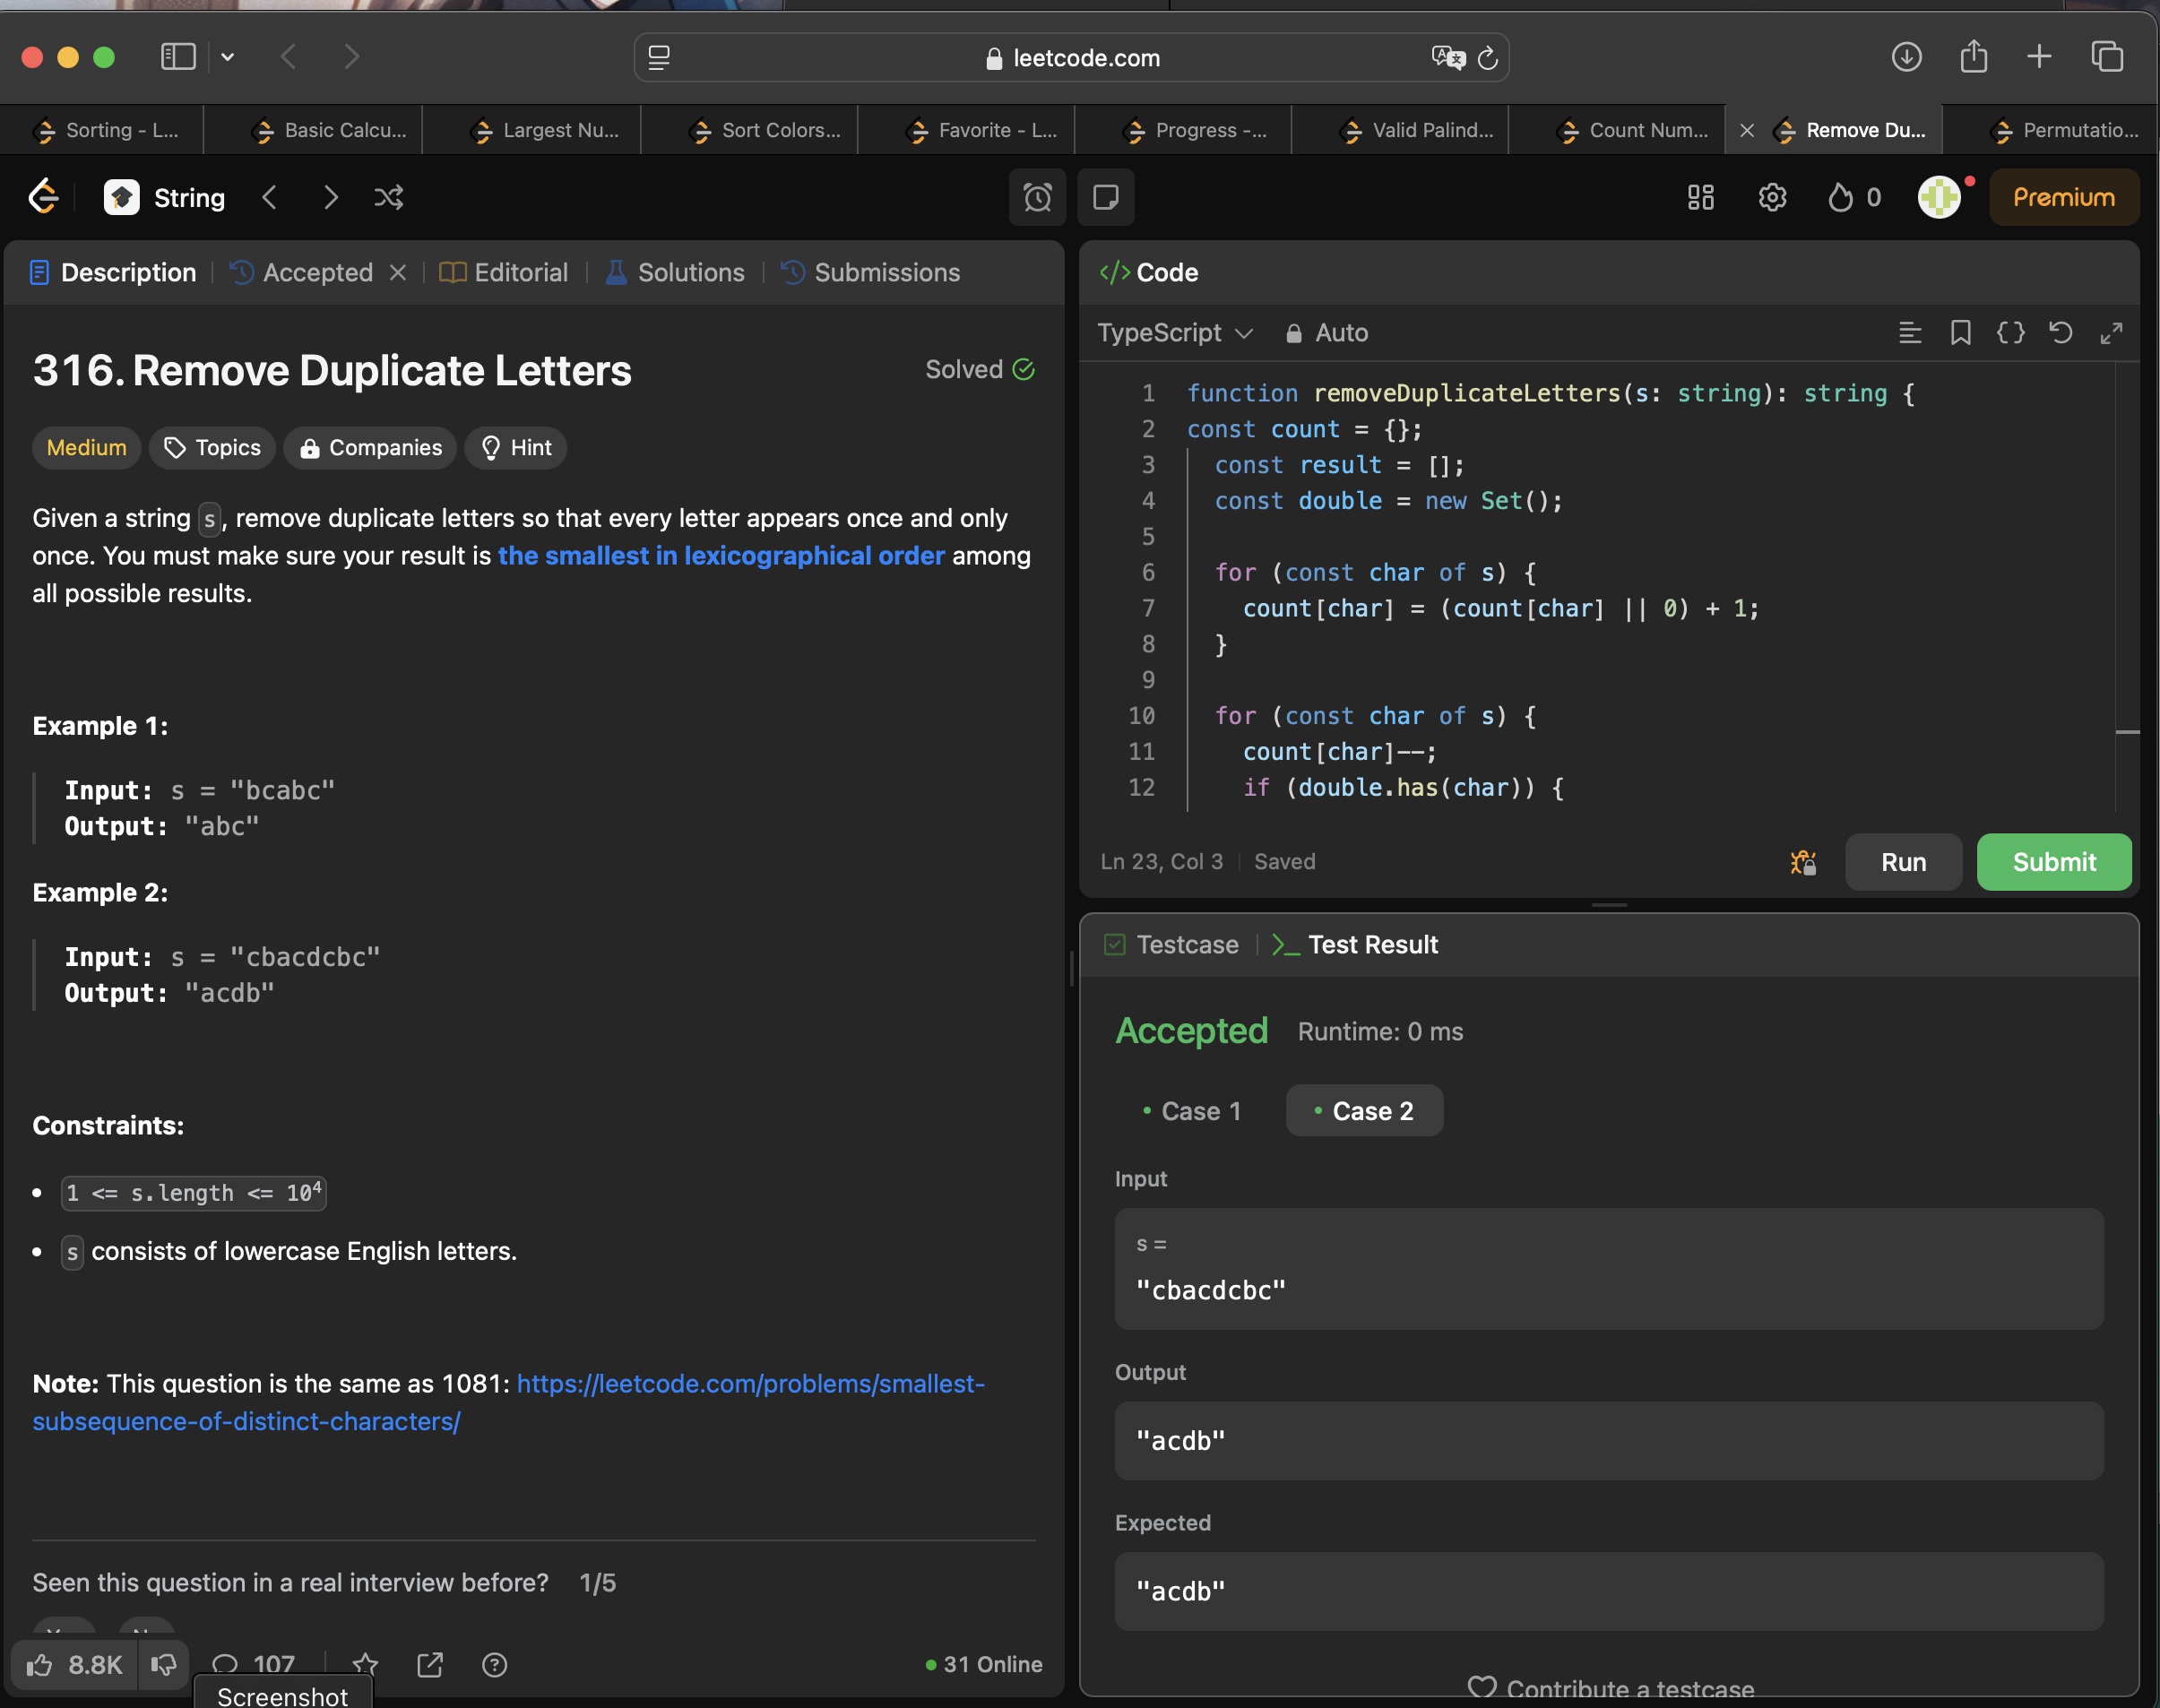 leetcode.com
Sorting - L...
Basic Calcu...
Largest Nu...
Sort Colors...
Favorite - L...
Progress -...
Valid Palind...
Count Num...
Remove Du...
Permutatio...
String
0
Premium
Description
Accepted
Editorial
Solutions
Submissions
316. Remove Duplicate Letters
Solved
Medium
Topics
Companies
Hint
Given a string s, remove duplicate letters so that every letter appears once and only
once. You must make sure your result is the smallest in lexicographical order among
all possible results.
Example 1:
Input: s = "bcabc"
Output: "abc"
Example 2:
Input: s = "cbacdcbc"
Output: "acdb"
Constraints:
• 1 <= s.length <= 10⁴
• s consists of lowercase English letters.
Note: This question is the same as 1081: https://leetcode.com/problems/smallest-
subsequence-of-distinct-characters/
Seen this question in a real interview before? 1/5
8.8K
107
31 Online
Screenshot
</> Code
TypeScript
Auto
1 function removeDuplicateLetters(s: string): string {
2 const count = {};
3 const result = [];
4 const double = new Set();
5
6 for (const char of s) {
7 count[char] = (count[char] || 0) + 1;
8 }
9
10 for (const char of s) {
11 count[char]--;
12 if (double.has(char)) {
Ln 23, Col 3
Saved
Run
Submit
Testcase
Test Result
Accepted
Runtime: 0 ms
• Case 1
• Case 2
Input
s =
"cbacdcbc"
Output
"acdb"
Expected
"acdb"
Contribute a testcase